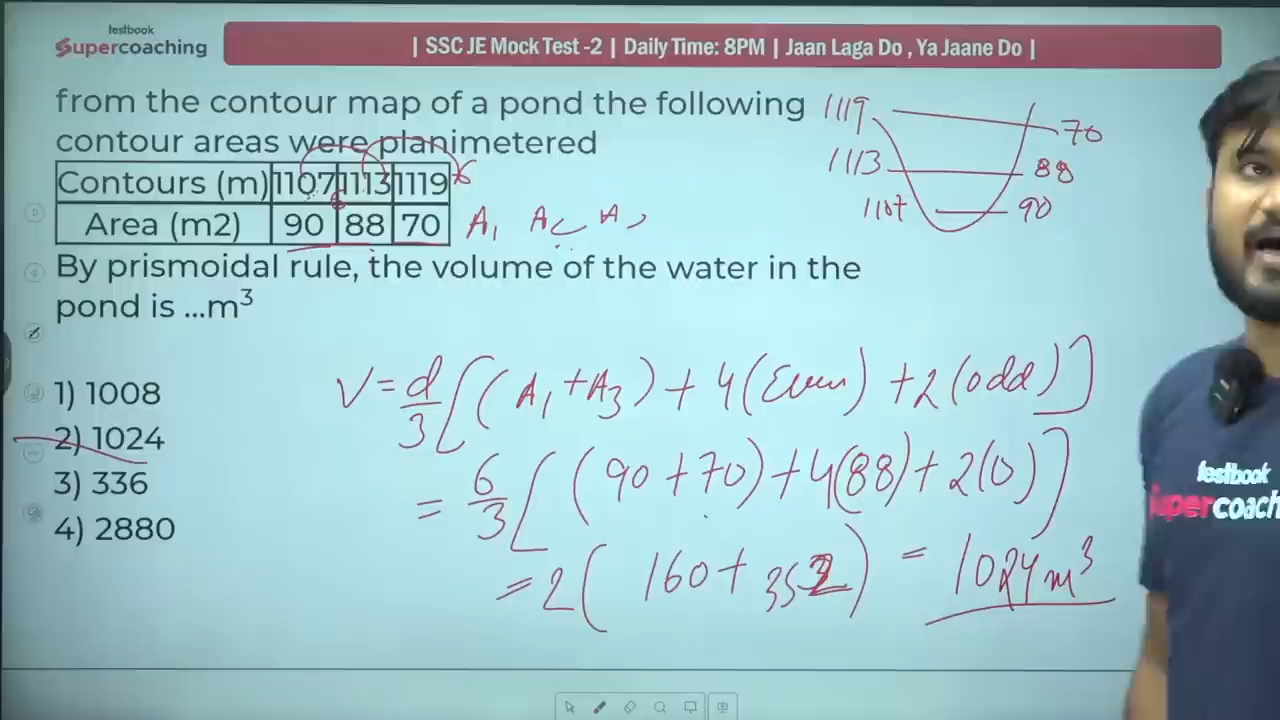 testbook
Supercoaching
| SSC JE Mock Test -2 | Daily Time: 8PM | Jaan Laga Do , Ya Jaane Do |
from the contour map of a pond the following
contour areas were planimetered
Contours (m) 1107 1113 1119 6
6
Area (m2) 90 88 70 A1 A2 A3
1119 70
1113 88
1107 90
By prismoidal rule, the volume of the water in the
pond is ...m³
1) 1008
2) 1024
3) 336
4) 2880
V = d/3 [(A1 + A3) + 4(Even) + 2(odd)]
= 6/3 [(90 + 70) + 4(88) + 2(0)]
= 2(160 + 352) = 1024 m³
testbook
Supercoach